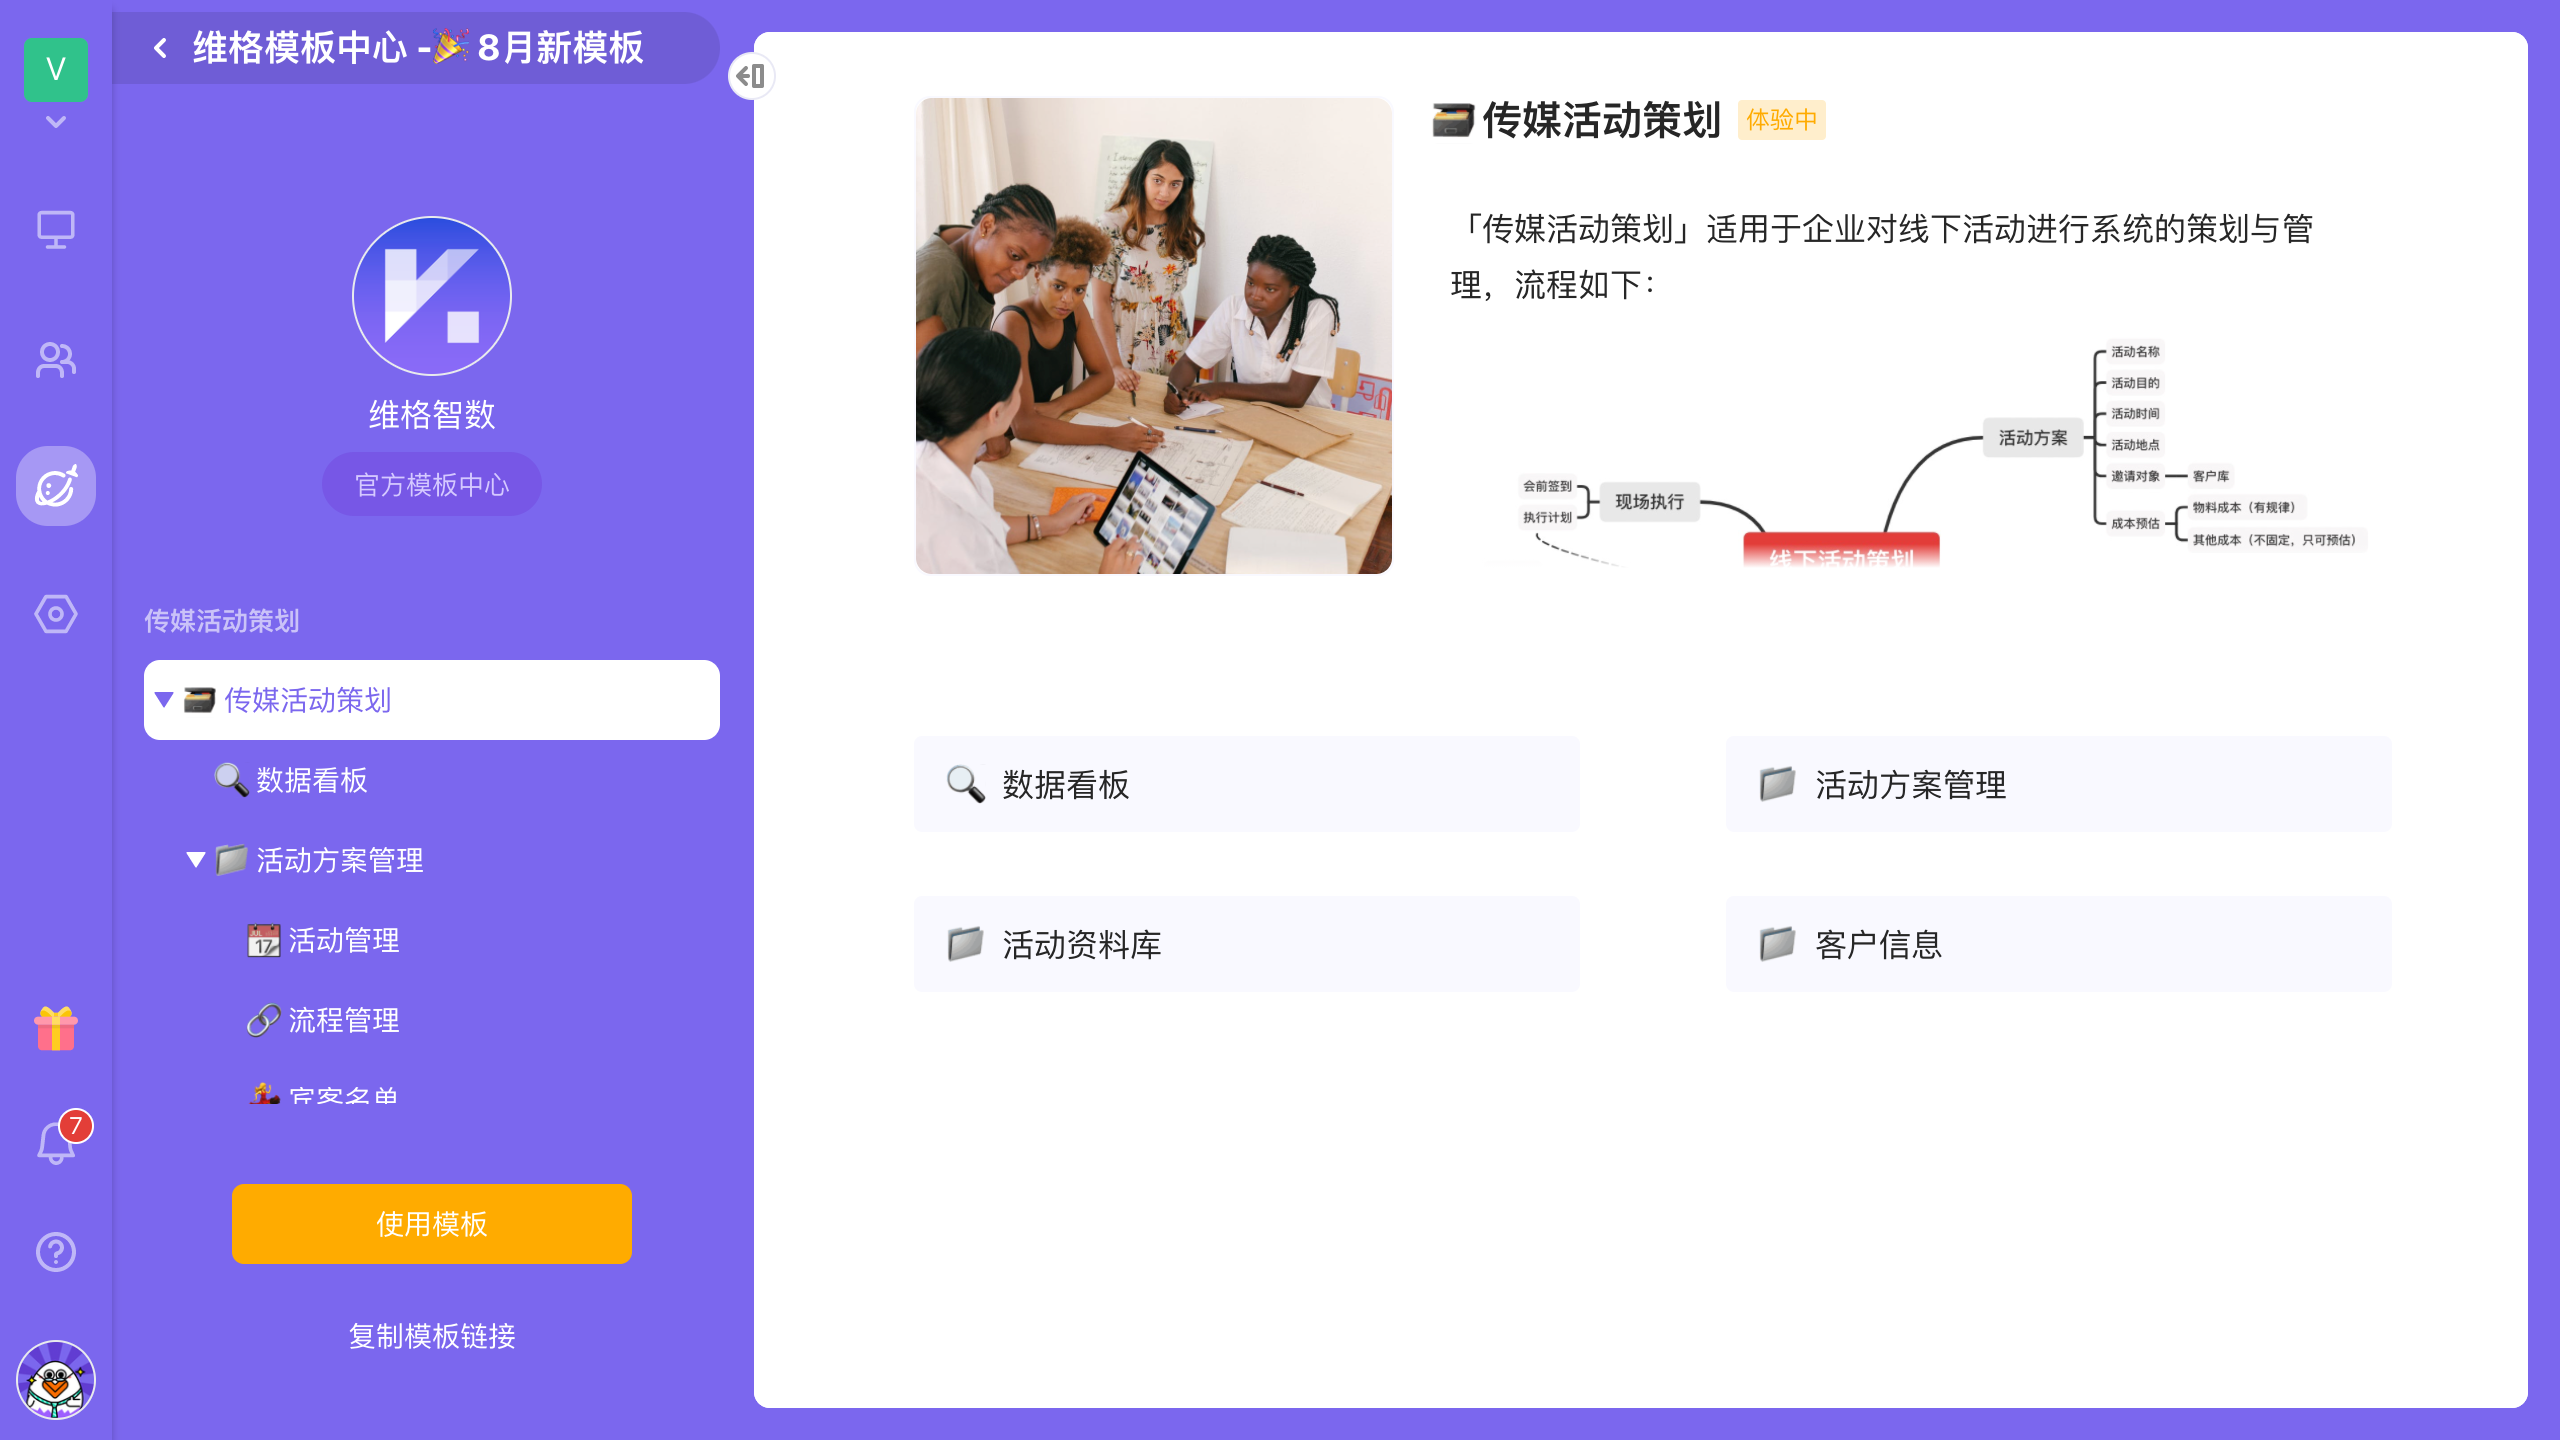 V
维格模板中心 -🎉 8月新模板
维格智数
官方模板中心
传媒活动策划
传媒活动策划
数据看板
活动方案管理
活动管理
17
流程管理
宾客名单
使用模板
复制模板链接
7
传媒活动策划 体验中
「传媒活动策划」适用于企业对线下活动进行系统的策划与管
理，流程如下：
活动名称
活动目的
活动时间
活动地点
邀请对象
客户库
成本预估
物料成本（有规律）
其他成本（不固定，只可预估）
活动方案
会前签到
执行计划
现场执行
线下活动策划
数据看板
活动方案管理
活动资料库
客户信息